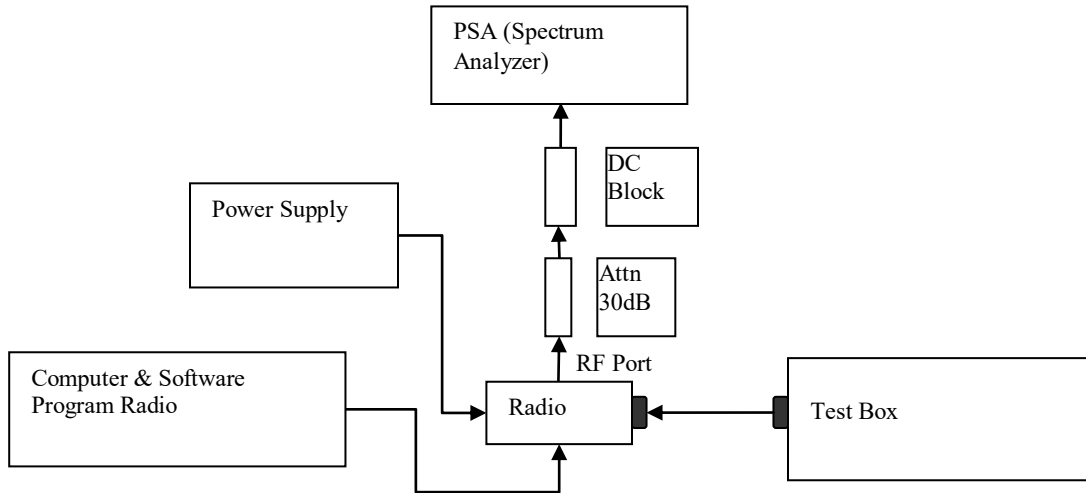 PSA (Spectrum
Analyzer)
DC
Block
Power Supply
Attn
30dB
RF Port
Computer & Software
Program Radio
Radio
Test Box